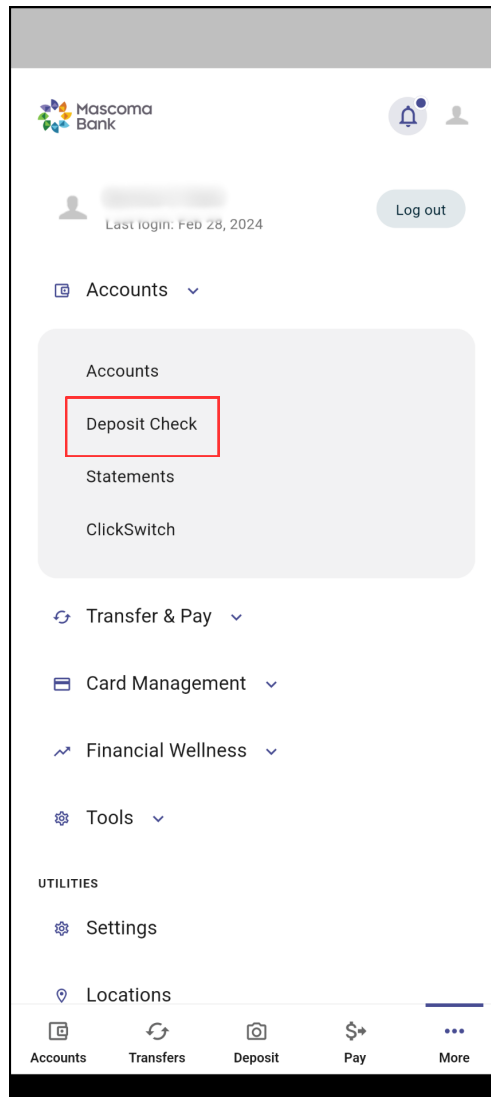 Mascoma
Bank
Last login: Feb 28, 2024
Log out
Accounts
Accounts
Deposit Check
Statements
ClickSwitch
Transfer & Pay
Card Management
Financial Wellness
Tools
UTILITIES
Settings
Locations
Accounts
Transfers
Deposit
Pay
More